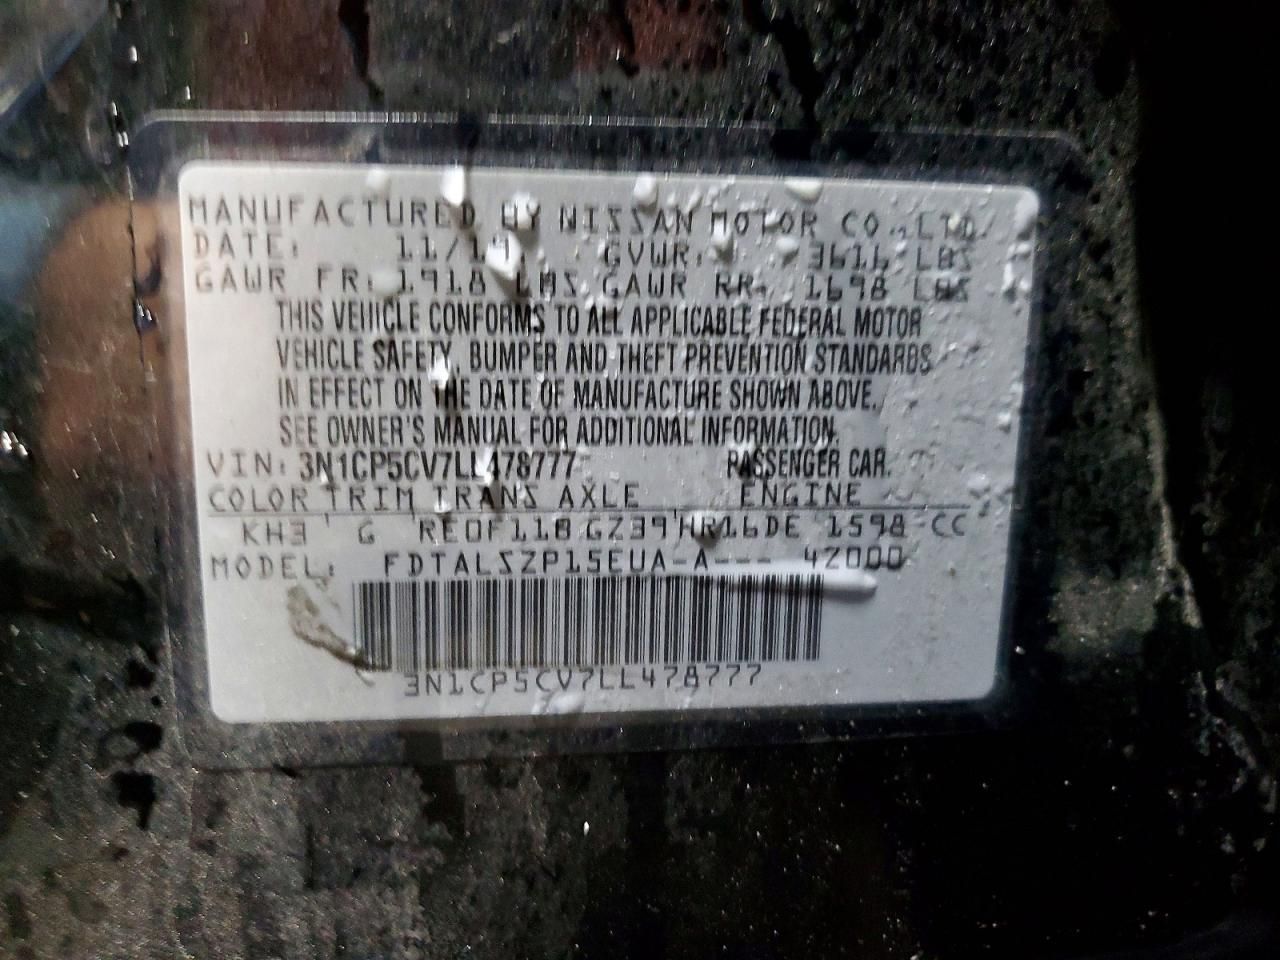 MANUFACTURED BY NISSAN MOTOR CO.,LTD.
DATE: 11/19 GVWR: 3616 LBS
GAWR FR: 1918 LBS GAWR RR: 1698 LBS
THIS VEHICLE CONFORMS TO ALL APPLICABLE FEDERAL MOTOR
VEHICLE SAFETY, BUMPER AND THEFT PREVENTION STANDARDS
IN EFFECT ON THE DATE OF MANUFACTURE SHOWN ABOVE.
SEE OWNER'S MANUAL FOR ADDITIONAL INFORMATION.
VIN: 3N1CP5CV7LL478777 PASSENGER CAR.
COLOR TRIM TRANS AXLE ENGINE
KH3 G RE0F11B GZ39 HR16DE 1598 CC
MODEL: FDTALSZP15EUA-A--- 4Z000
3N1CP5CV7LL478777